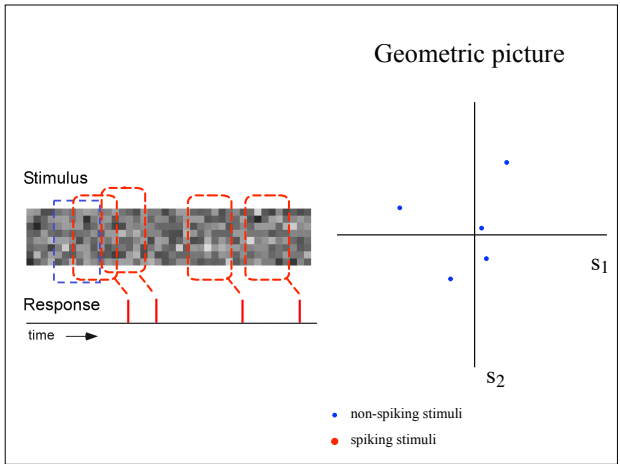 Geometric picture
Stimulus
Response
time
s1
s2
non-spiking stimuli
spiking stimuli